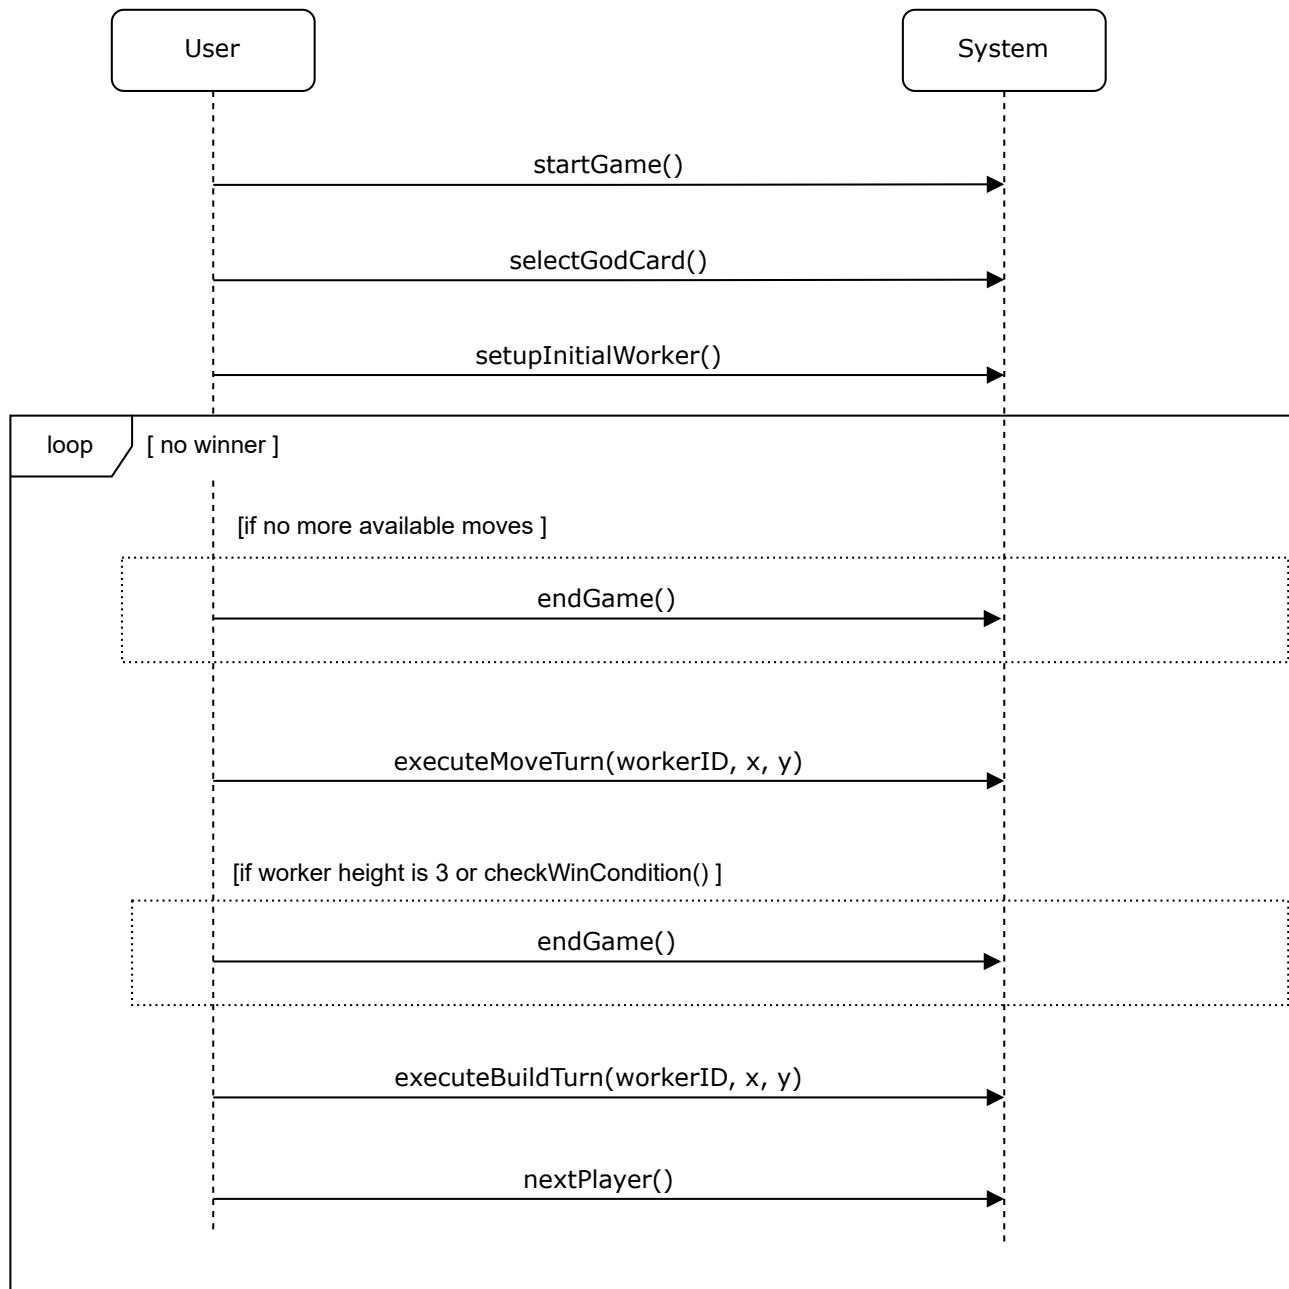 User
System
startGame()
selectGodCard()
setupInitialWorker()
loop
[ no winner ]
[if no more available moves ]
endGame()
executeMoveTurn(workerID, x, y)
[if worker height is 3 or checkWinCondition() ]
endGame()
executeBuildTurn(workerID, x, y)
nextPlayer()